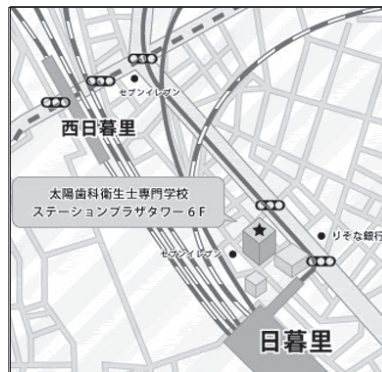 セブンイレブン
西日暮里
太陽歯科衛生士専門学校
ステーションプラザタワー6F
りそな銀行
セブンイレブン
日暮里